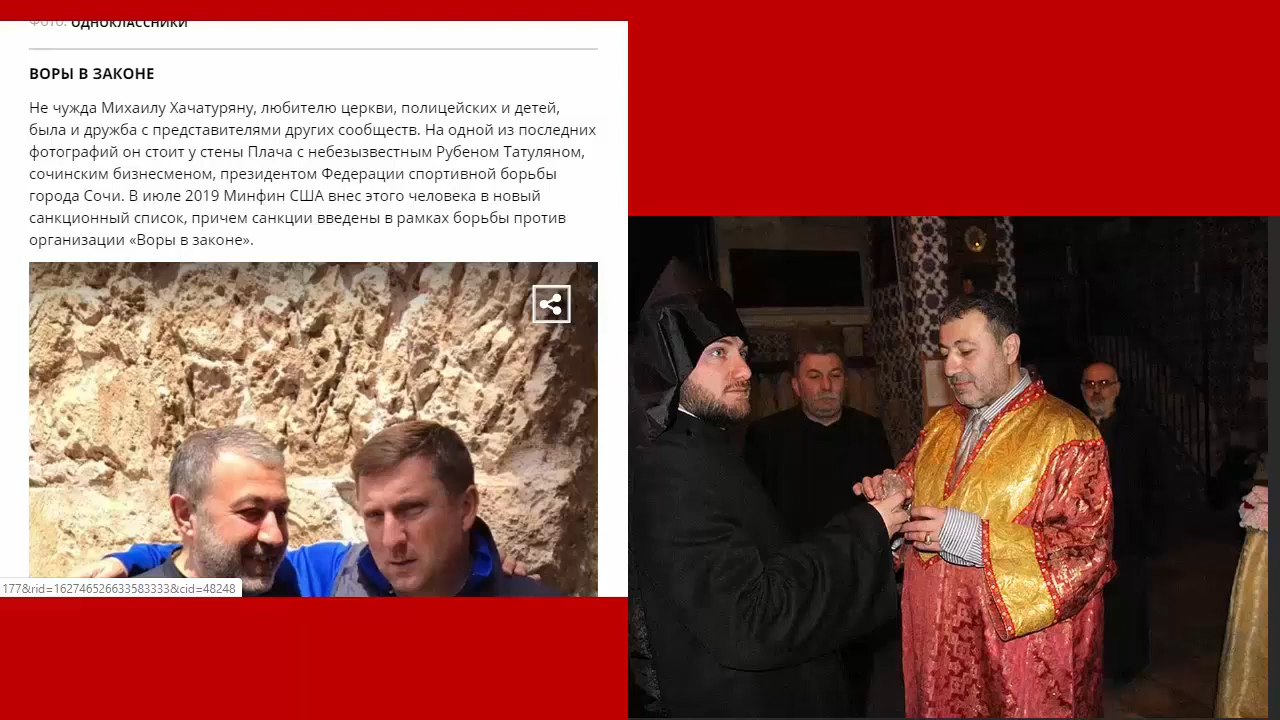 Фото: ОДНОКЛАССНИКИ
ВОРЫ В ЗАКОНЕ
Не чужда Михаилу Хачатуряну, любителю церкви, полицейских и детей,
была и дружба с представителями других сообществ. На одной из последних
фотографий он стоит у стены Плача с небезызвестным Рубеном Татуляном,
сочинским бизнесменом, президентом Федерации спортивной борьбы
города Сочи. В июле 2019 Минфин США внес этого человека в новый
санкционный список, причем санкции введены в рамках борьбы против
организации «Воры в законе».
177&rid=162746526633583333&cid=48248